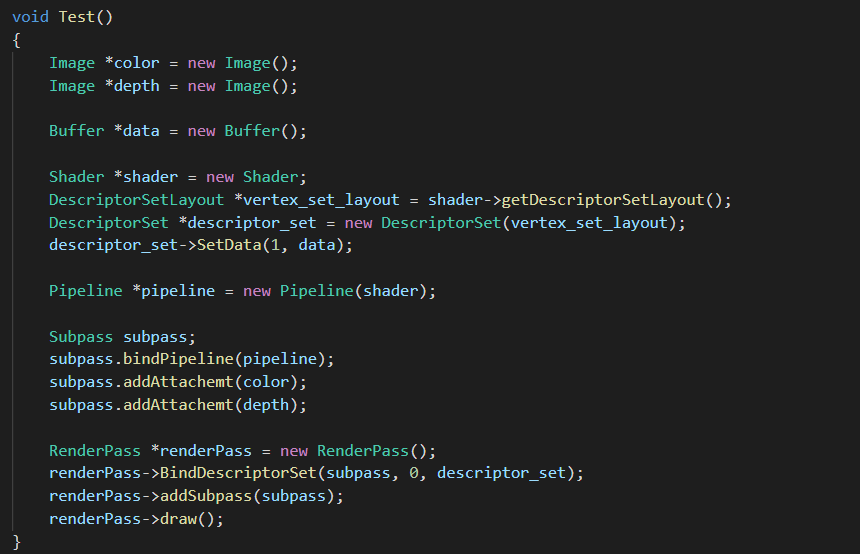 void Test()
{
Image *color = new Image();
Image *depth = new Image();
Buffer *data = new Buffer();
Shader *shader = new Shader;
DescriptorSetLayout *vertex_set_layout = shader->getDescriptorSetLayout();
DescriptorSet *descriptor_set = new DescriptorSet(vertex_set_layout);
descriptor_set->SetData(1, data);
Pipeline *pipeline = new Pipeline(shader);
Subpass subpass;
subpass.bindPipeline(pipeline);
subpass.addAttachemt(color);
subpass.addAttachemt(depth);
RenderPass *renderPass = new RenderPass();
renderPass->BindDescriptorSet(subpass, 0, descriptor_set);
renderPass->addSubpass(subpass);
renderPass->draw();
}